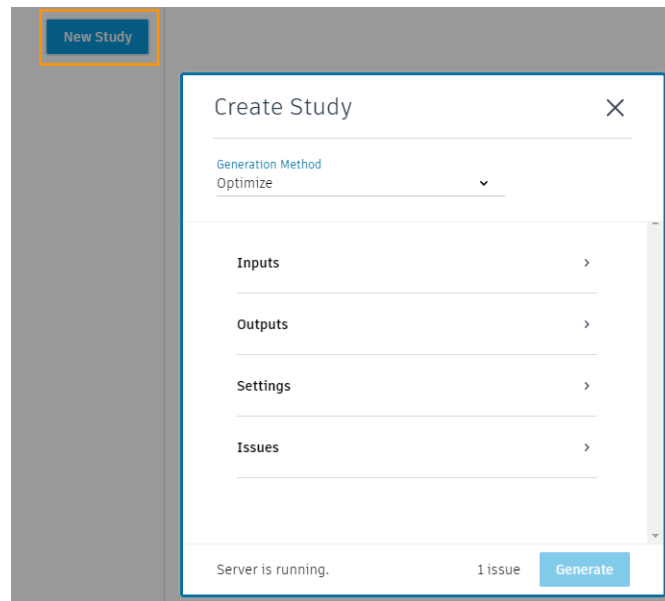 New Study
Create Study
Generation Method
Optimize
Inputs
Outputs
Settings
Issues
Server is running.
1 issue
Generate